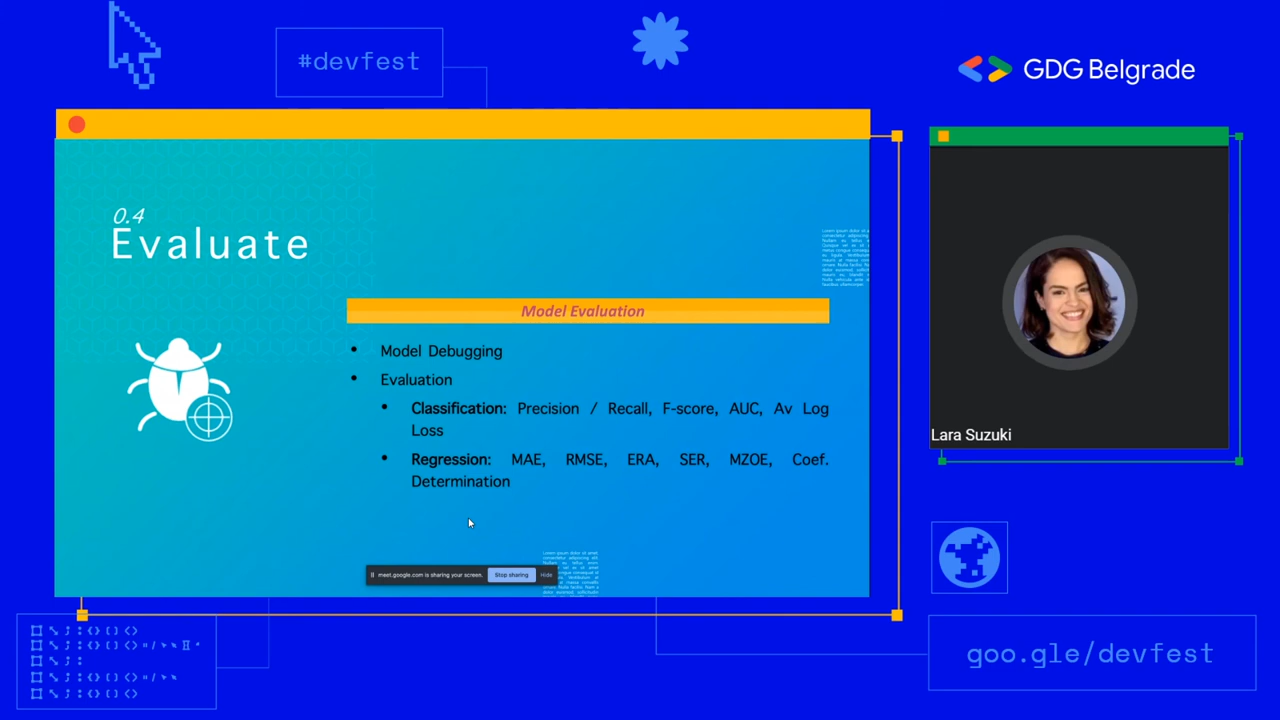 #devfest
GDG Belgrade
0.4
Evaluate
Model Evaluation
• Model Debugging
• Evaluation
• Classification: Precision / Recall, F-score, AUC, Av Log
Loss
• Regression: MAE, RMSE, ERA, SER, MZOE, Coef.
Determination
Lara Suzuki
meet.google.com is sharing your screen. Stop sharing Hide
goo.gle/devfest